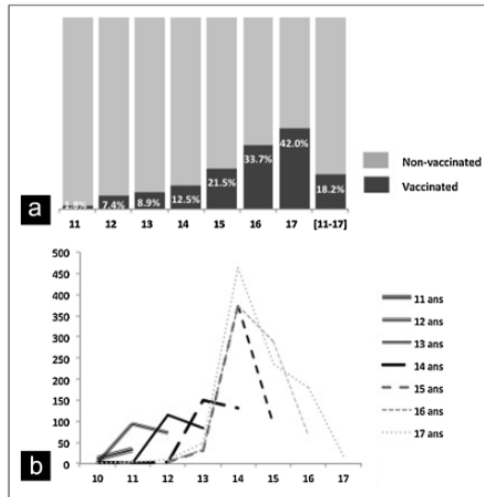 1.8%
7.4%
8.9%
12.5%
21.5%
33.7%
42.0%
18.2%
Non-vaccinated
Vaccinated
a
11 12 13 14 15 16 17 [11-17]
500
450
400
350
300
250
200
150
100
50
0
10 11 12 13 14 15 16 17
11 ans
12 ans
13 ans
14 ans
15 ans
16 ans
17 ans
b